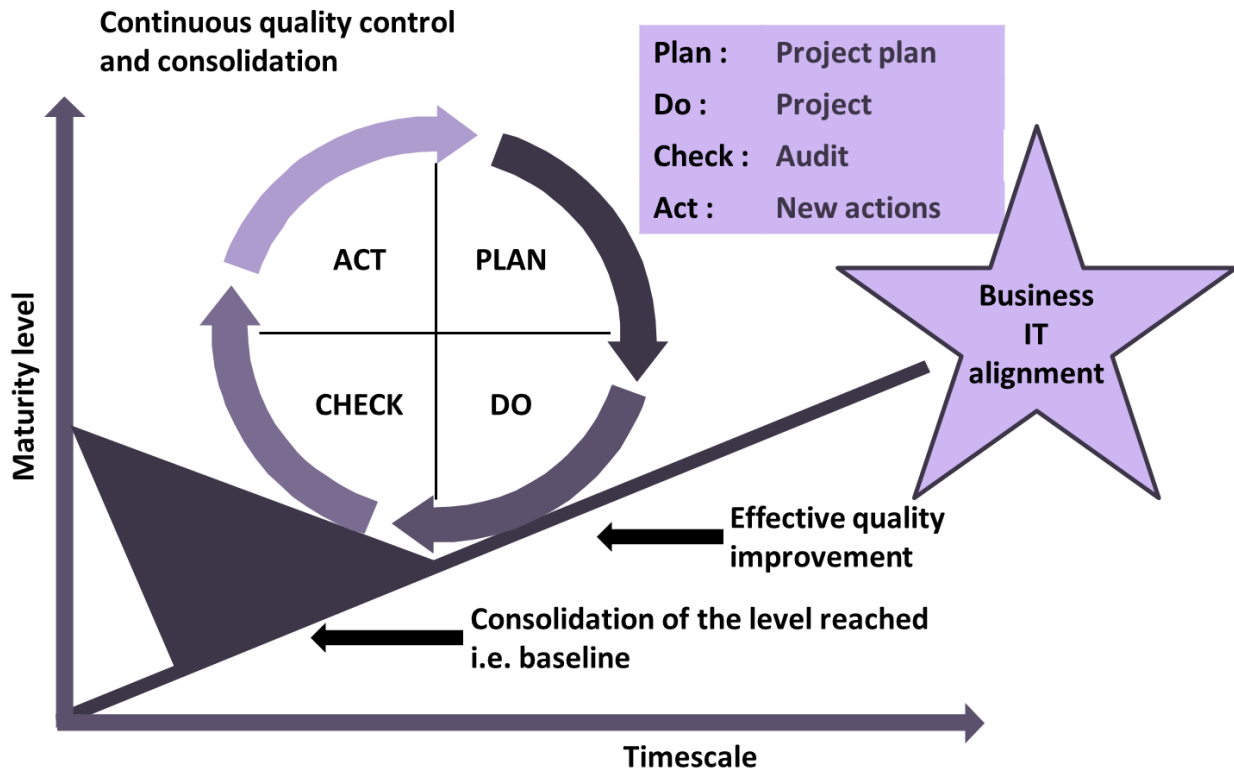 Continuous quality control
and consolidation
Plan : Project plan
Do : Project
Check : Audit
Act : New actions
ACT
PLAN
CHECK
DO
Business
IT
alignment
Maturity level
Effective quality
improvement
Consolidation of the level reached
i.e. baseline
Timescale